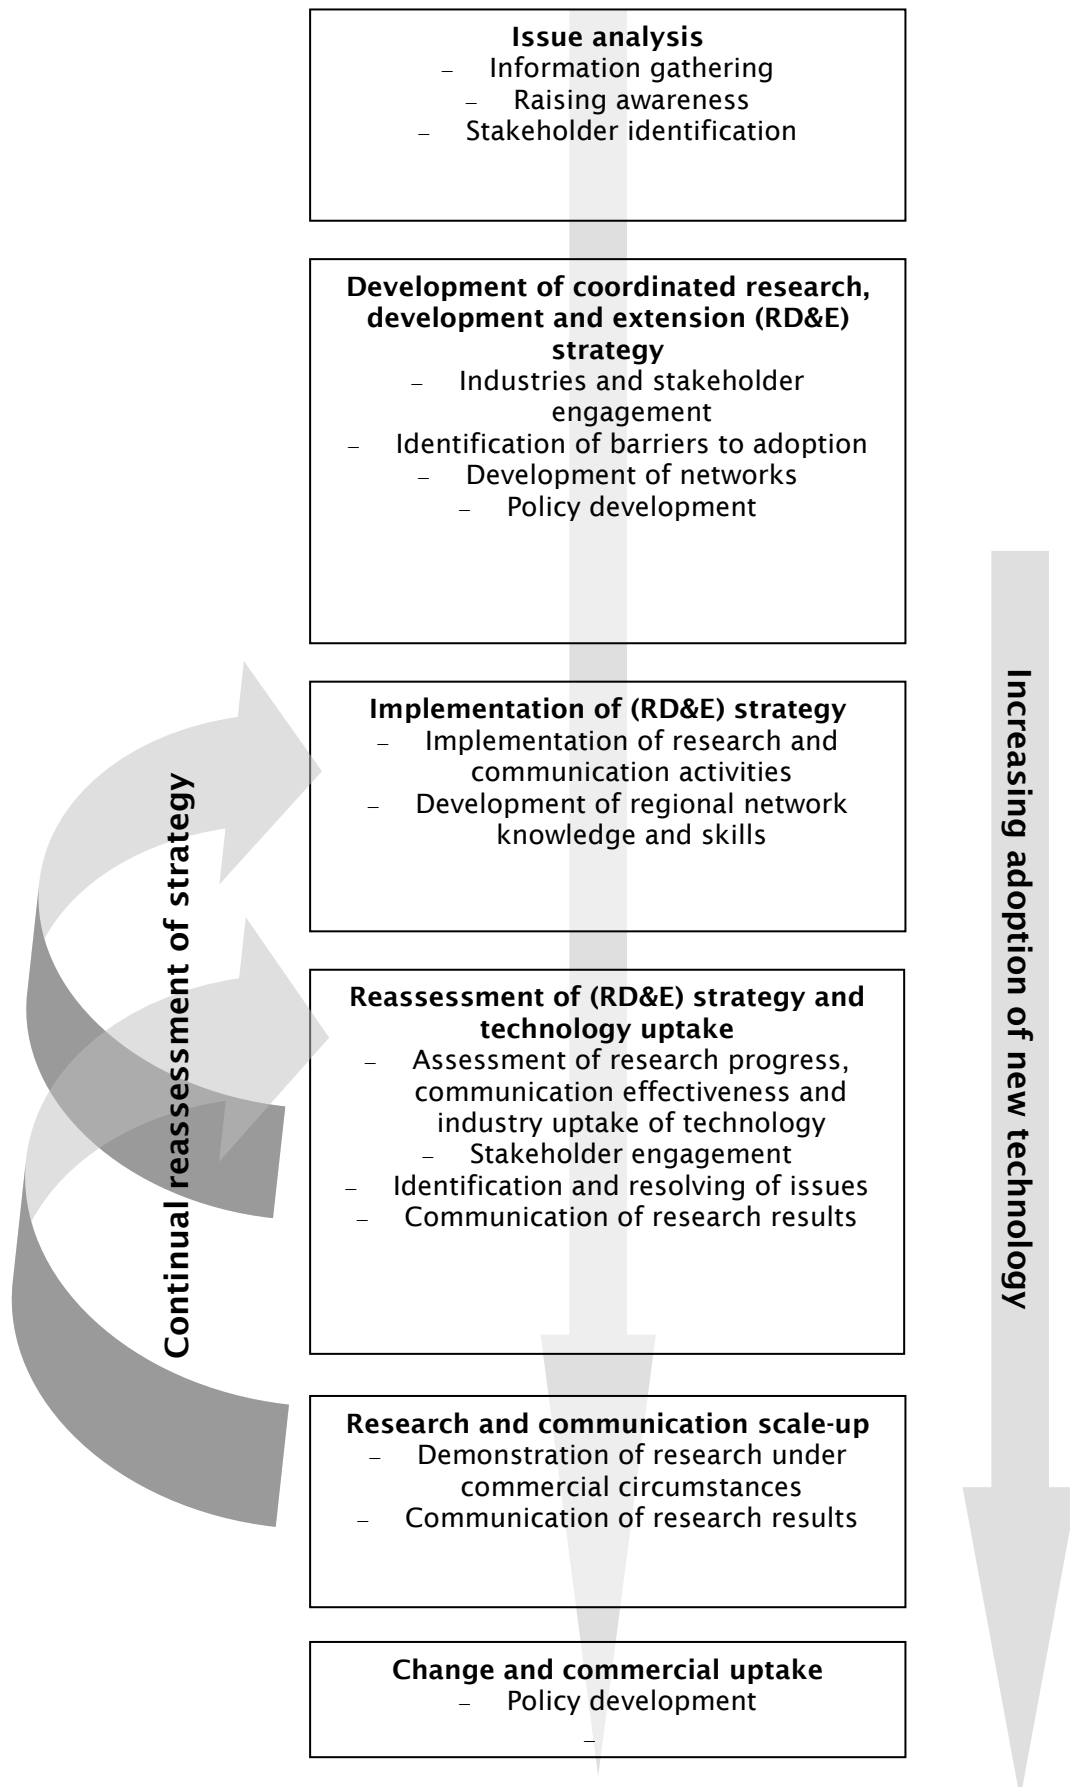 Issue analysis
– Information gathering
– Raising awareness
– Stakeholder identification
Development of coordinated research,
development and extension (RD&E)
strategy
– Industries and stakeholder
engagement
– Identification of barriers to adoption
– Development of networks
– Policy development
Implementation of (RD&E) strategy
– Implementation of research and
communication activities
– Development of regional network
knowledge and skills
Reassessment of (RD&E) strategy and
technology uptake
– Assessment of research progress,
communication effectiveness and
industry uptake of technology
– Stakeholder engagement
– Identification and resolving of issues
– Communication of research results
Research and communication scale-up
– Demonstration of research under
commercial circumstances
– Communication of research results
Change and commercial uptake
– Policy development
–
Continual reassessment of strategy
Increasing adoption of new technology